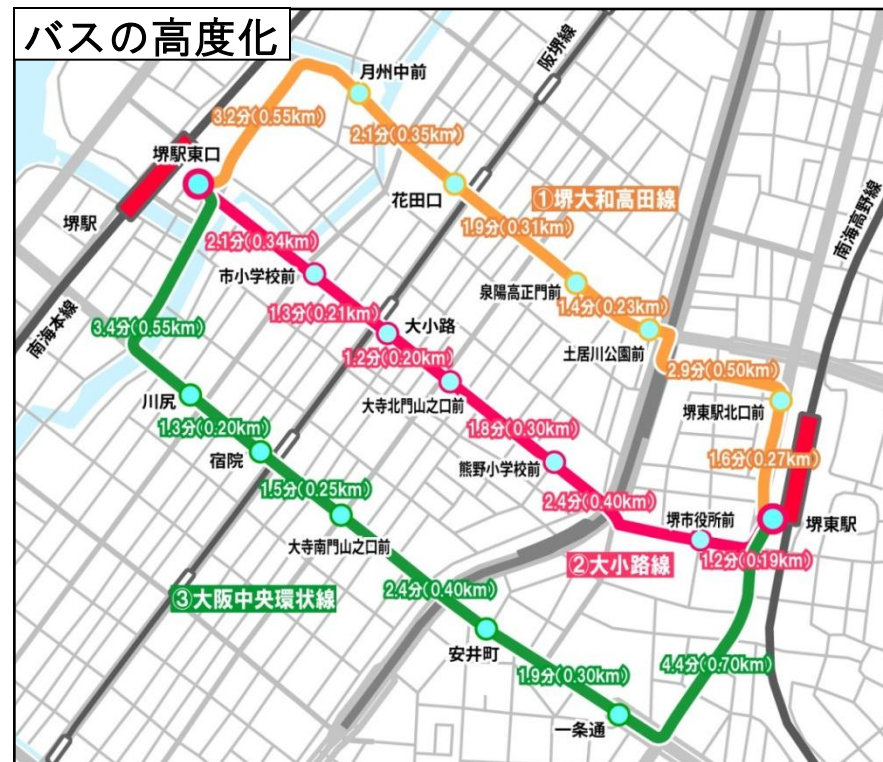 バスの高度化
月州中前
阪堺線
3.2分(0.55km)
2.1分(0.35km)
堺駅東口
花田口
①堺大和高田線
堺駅
1.9分(0.31km)
南海高野線
2.1分(0.34km)
市小学校前
泉陽高正門前
1.4分(0.23km)
1.3分(0.21km)
大小路
南海本線
3.4分(0.55km)
1.2分(0.20km)
土居川公園前
2.9分(0.50km)
川尻
大寺北門山之口前
堺東駅北口前
1.3分(0.20km)
1.8分(0.30km)
宿院
熊野小学校前
1.6分(0.27km)
1.5分(0.25km)
2.4分(0.40km)
堺市役所前
堺東駅
大寺南門山之口前
1.2分(0.19km)
②大小路線
③大阪中央環状線
2.4分(0.40km)
安井町
4.4分(0.70km)
1.9分(0.30km)
一条通